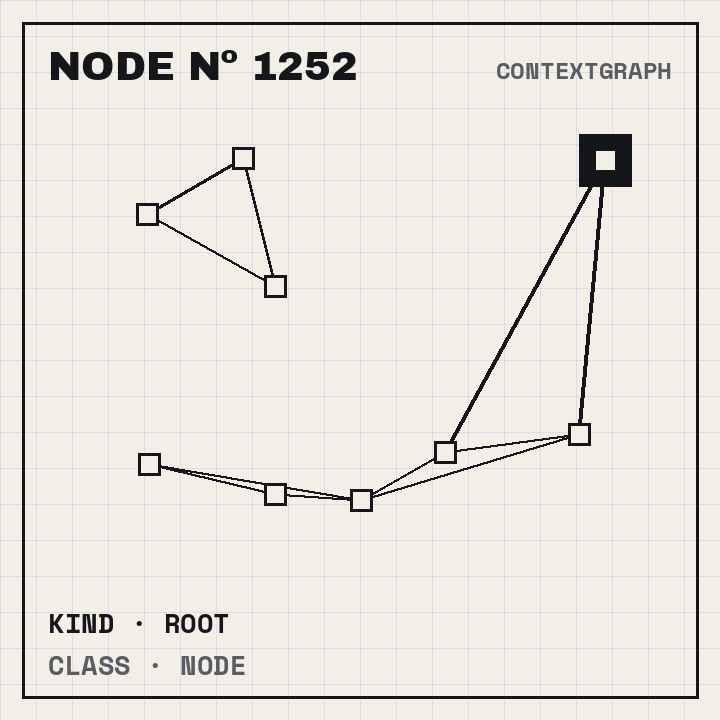 NODE Nº 1252
CONTEXTGRAPH
KIND · ROOT
CLASS · NODE